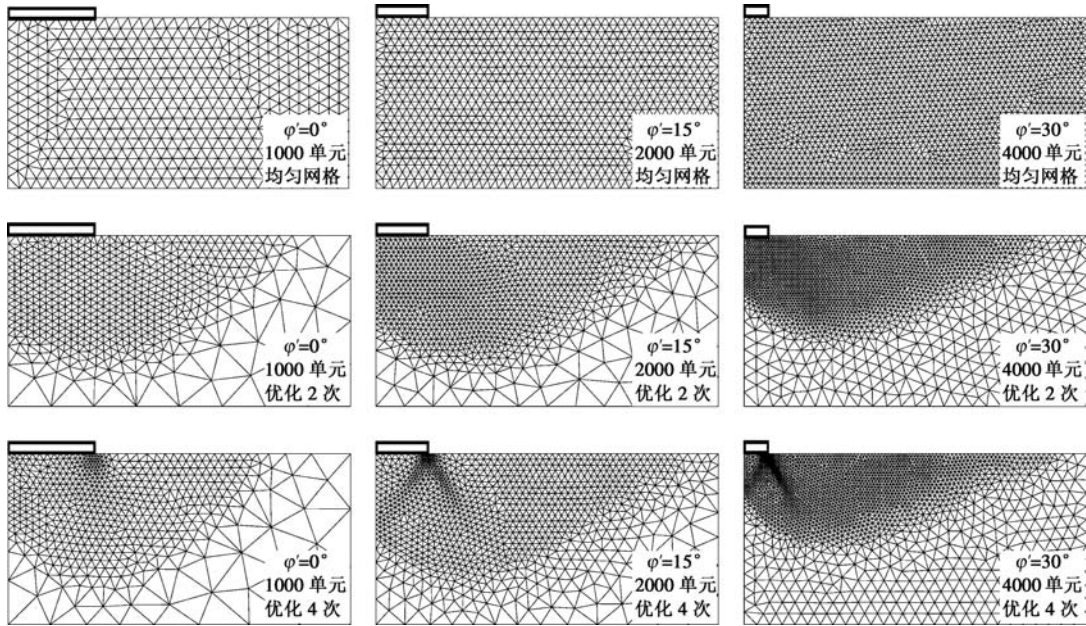 φ′=0°
1000 单元
均匀网格
φ′=15°
2000 单元
均匀网格
φ′=30°
4000 单元
均匀网格
φ′=0°
1000 单元
优化 2 次
φ′=15°
2000 单元
优化 2 次
φ′=30°
4000 单元
优化 2 次
φ′=0°
1000 单元
优化 4 次
φ′=15°
2000 单元
优化 4 次
φ′=30°
4000 单元
优化 4 次